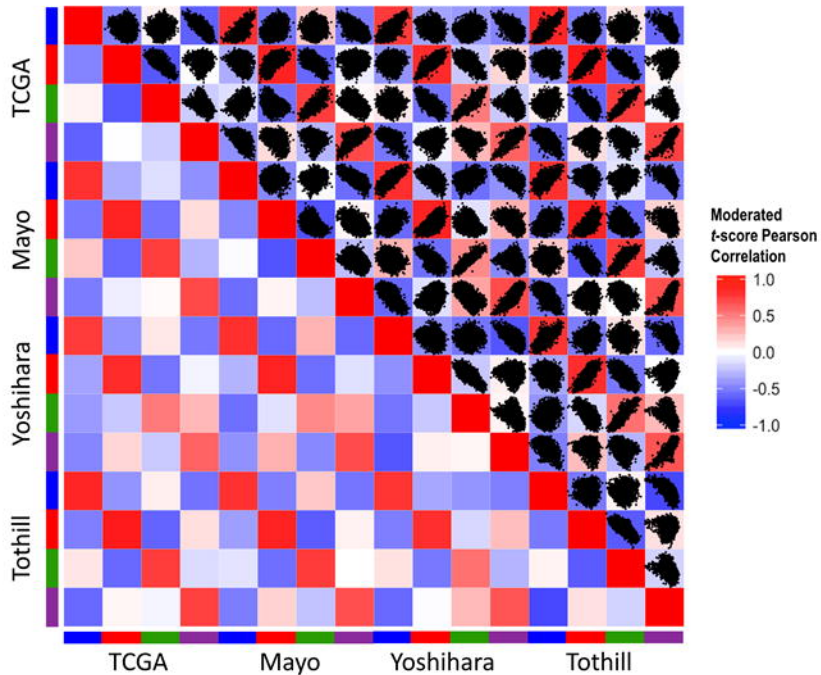 TCGA
Mayo
Yoshihara
Tothill
Moderated
t-score Pearson
Correlation
1.0
0.5
0.0
-0.5
-1.0
TCGA Mayo Yoshihara Tothill